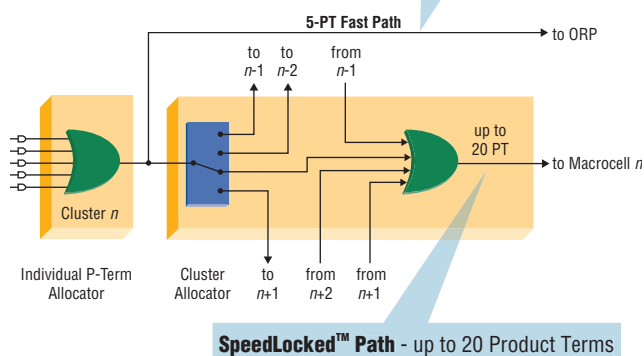 5-PT Fast Path
to ORP
to
n-1
to
n-2
from
n-1
up to
20 PT
to Macrocell n
Cluster n
Individual P-Term
Allocator
Cluster
Allocator
to
n+1
from
n+2
from
n+1
SpeedLocked™ Path - up to 20 Product Terms